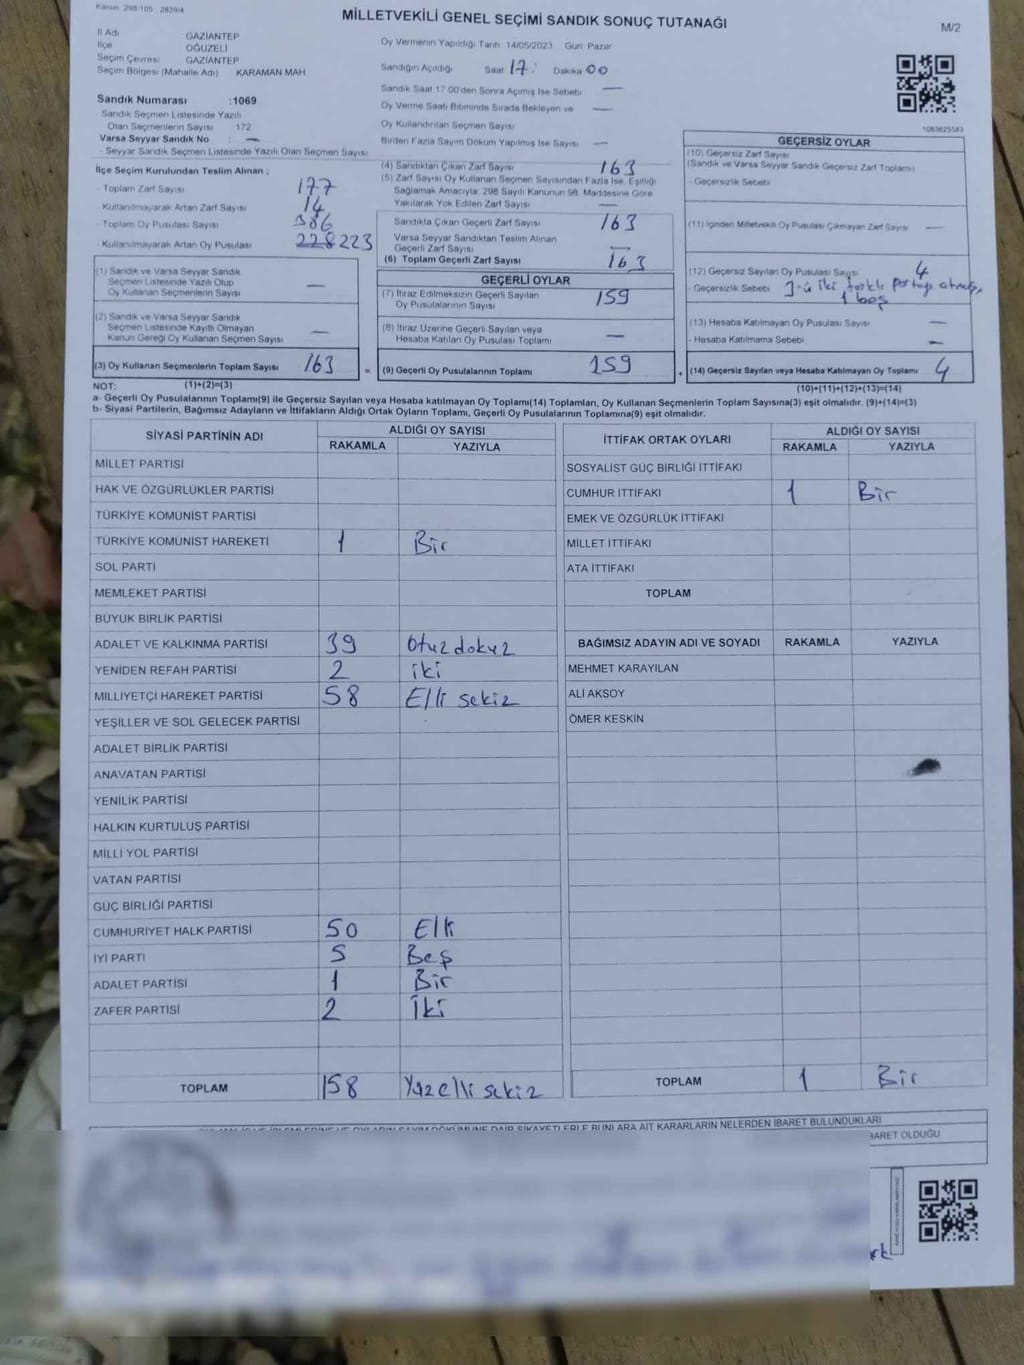 Kanun 298/105 , 2839/4
MİLLETVEKİLİ GENEL SEÇİMİ SANDIK SONUÇ TUTANAĞI
M/2
İl Adı GAZİANTEP
İlçe OĞUZELİ
Seçim Çevresi GAZİANTEP
Seçim Bölgesi (Mahalle Adı) KARAMAN MAH.
Sandık Numarası :1069
- Sandık Seçmen Listesinde Yazılı
Olan Seçmenlerin Sayısı 172
Varsa Seyyar Sandık No : —
- Seyyar Sandık Seçmen Listesinde Yazılı Olan Seçmen Sayısı
Oy Vermenin Yapıldığı Tarih 14/05/2023 Gün: Pazar
Sandığın Açıldığı Saat 17: Dakika 00
Sandık Saat 17:00'den Sonra Açılmış İse Sebebi —
Oy Verme Saati Bitiminde Sırada Bekleyen ve —
Oy Kullandırılan Seçmen Sayısı
Birden Fazla Sayım Döküm Yapılmış İse Sayısı —
1083625583
İlçe Seçim Kurulundan Teslim Alınan ;
- Toplam Zarf Sayısı 177
- Kullanılmayarak Artan Zarf Sayısı 14
- Toplam Oy Pusulası Sayısı 386
- Kullanılmayarak Artan Oy Pusulası 228 223
(4) Sandıktan Çıkan Zarf Sayısı 163
(5) Zarf Sayısı Oy Kullanan Seçmen Sayısından Fazla İse, Eşitliği
Sağlamak Amacıyla; 298 Sayılı Kanunun 98. Maddesine Göre
Yakılarak Yok Edilen Zarf Sayısı —
Sandıkta Çıkan Geçerli Zarf Sayısı 163
Varsa Seyyar Sandıktan Teslim Alınan
Geçerli Zarf Sayısı —
(6) Toplam Geçerli Zarf Sayısı 163
GEÇERSİZ OYLAR
(10) Geçersiz Zarf Sayısı
(Sandık ve Varsa Seyyar Sandık Geçersiz Zarf Toplamı)
- Geçersizlik Sebebi
(11) İçinden Milletvekili Oy Pusulası Çıkmayan Zarf Sayısı —
(12) Geçersiz Sayılan Oy Pusulası Sayısı 4
- Geçersizlik Sebebi 3-ü iki farklı partiye atmış,
1 boş
(13) Hesaba Katılmayan Oy Pusulası Sayısı —
- Hesaba Katılmama Sebebi —
(14) Geçersiz Sayılan veya Hesaba Katılmayan Oy Toplamı 4
(10)+(11)+(12)+(13)=(14)
(1) Sandık ve Varsa Seyyar Sandık
Seçmen Listesinde Yazılı Olup
Oy Kullanan Seçmenlerin Sayısı —
(2) Sandık ve Varsa Seyyar Sandık
Seçmen Listesinde Kayıtlı Olmayan
Kanun Gereği Oy Kullanan Seçmen Sayısı —
(3) Oy Kullanan Seçmenlerin Toplam Sayısı 163
=
GEÇERLİ OYLAR
(7) İtiraz Edilmeksizin Geçerli Sayılan
Oy Pusulalarının Sayısı 159
(8) İtiraz Üzerine Geçerli Sayılan veya
Hesaba Katılan Oy Pusulası Toplamı —
(9) Geçerli Oy Pusulalarının Toplamı 159
+
NOT: (1)+(2)=(3)
a- Geçerli Oy Pusulalarının Toplamı(9) ile Geçersiz Sayılan veya Hesaba katılmayan Oy Toplamı(14) Toplamları, Oy Kullanan Seçmenlerin Toplam Sayısına(3) eşit olmalıdır. (9)+(14)=(3)
b- Siyasi Partilerin, Bağımsız Adayların ve İttifakların Aldığı Ortak Oyların Toplamı, Geçerli Oy Pusulalarının Toplamına(9) eşit olmalıdır.
SİYASİ PARTİNİN ADI ALDIĞI OY SAYISI
RAKAMLA YAZIYLA
MİLLET PARTİSİ
HAK VE ÖZGÜRLÜKLER PARTİSİ
TÜRKİYE KOMÜNİST PARTİSİ
TÜRKİYE KOMÜNİST HAREKETİ 1 Bir
SOL PARTİ
MEMLEKET PARTİSİ
BÜYÜK BİRLİK PARTİSİ
ADALET VE KALKINMA PARTİSİ 39 Otuzdokuz
YENİDEN REFAH PARTİSİ 2 iki
MİLLİYETÇİ HAREKET PARTİSİ 58 Elli sekiz
YEŞİLLER VE SOL GELECEK PARTİSİ
ADALET BİRLİK PARTİSİ
ANAVATAN PARTİSİ
YENİLİK PARTİSİ
HALKIN KURTULUŞ PARTİSİ
MİLLİ YOL PARTİSİ
VATAN PARTİSİ
GÜÇ BİRLİĞİ PARTİSİ
CUMHURİYET HALK PARTİSİ 50 Elli
İYİ PARTİ 5 Beş
ADALET PARTİSİ 1 Bir
ZAFER PARTİSİ 2 İki
TOPLAM 158 Yüzelli sekiz
İTTİFAK ORTAK OYLARI ALDIĞI OY SAYISI
RAKAMLA YAZIYLA
SOSYALİST GÜÇ BİRLİĞİ İTTİFAKI
CUMHUR İTTİFAKI 1 Bir
EMEK VE ÖZGÜRLÜK İTTİFAKI
MİLLET İTTİFAKI
ATA İTTİFAKI
TOPLAM
BAĞIMSIZ ADAYIN ADI VE SOYADI RAKAMLA YAZIYLA
MEHMET KARAYILAN
ALİ AKSOY
ÖMER KESKİN
TOPLAM 1 Bir
OYLARIN SAYIM DÖKÜMÜNE DAİR ŞİKAYETLERLE BUNLARA AİT KARARLARIN NELERDEN İBARET BULUNDUKLARI
BARET OLDUĞU